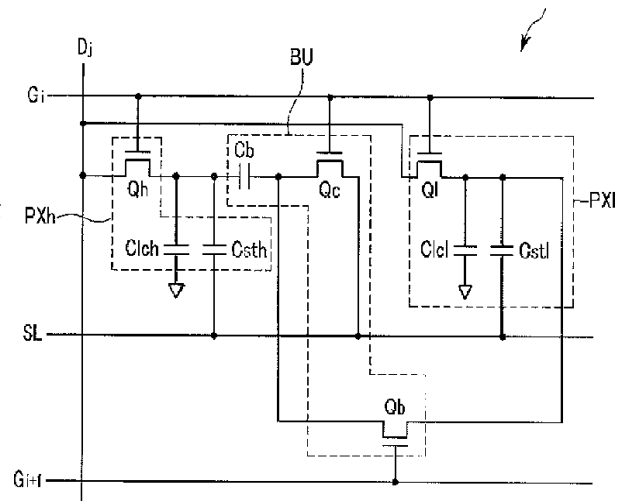 Dj
BU
Gi
Cb
Qh
Qc
Ql
PXh
PXl
Clch
Csth
Clcl
Cstl
SL
Qb
Gi+1